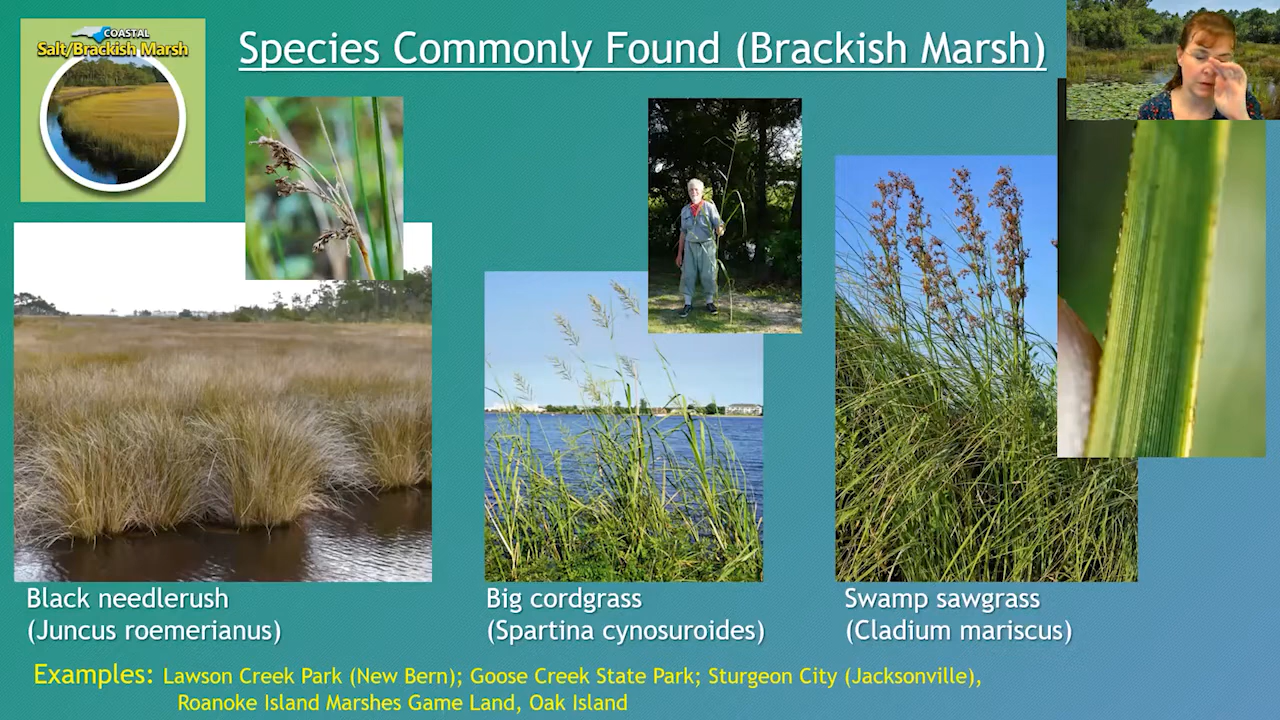 COASTAL
Salt/Brackish Marsh
Species Commonly Found (Brackish Marsh)
Black needlerush
(Juncus roemerianus)
Big cordgrass
(Spartina cynosuroides)
Swamp sawgrass
(Cladium mariscus)
Examples: Lawson Creek Park (New Bern); Goose Creek State Park; Sturgeon City (Jacksonville),
Roanoke Island Marshes Game Land, Oak Island